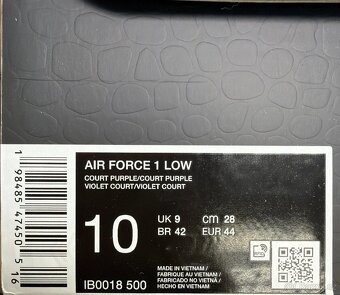 AIR FORCE 1 LOW
COURT PURPLE/COURT PURPLE
VIOLET COURT/VIOLET COURT
10
UK 9 CM 28
BR 42 EUR 44
MADE IN VIETNAM /
FABRIQUE AU VIETNAM /
FABRICADO NO VIETNÃ /
HECHO EN VIETNAM
IB0018 500
1 98485 47450 5 16